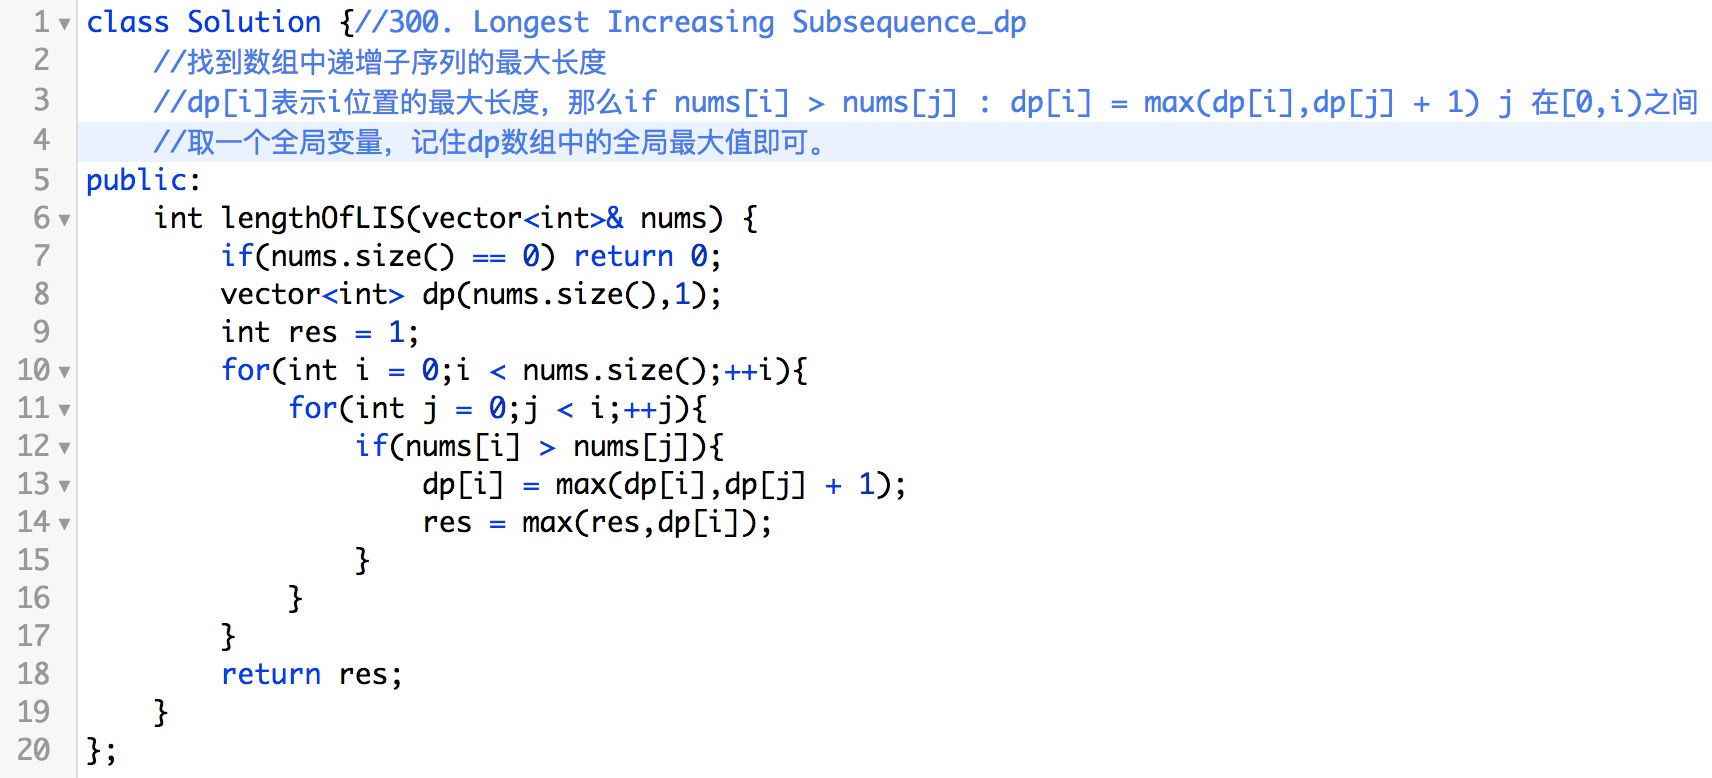 1 class Solution {//300. Longest Increasing Subsequence_dp
2     //找到数组中递增子序列的最大长度
3     //dp[i]表示i位置的最大长度，那么if nums[i] > nums[j] : dp[i] = max(dp[i],dp[j] + 1) j 在[0,i)之间
4     //取一个全局变量，记住dp数组中的全局最大值即可。
5 public:
6     int lengthOfLIS(vector<int>& nums) {
7         if(nums.size() == 0) return 0;
8         vector<int> dp(nums.size(),1);
9         int res = 1;
10         for(int i = 0;i < nums.size();++i){
11             for(int j = 0;j < i;++j){
12                 if(nums[i] > nums[j]){
13                     dp[i] = max(dp[i],dp[j] + 1);
14                     res = max(res,dp[i]);
15                 }
16             }
17         }
18         return res;
19     }
20 };